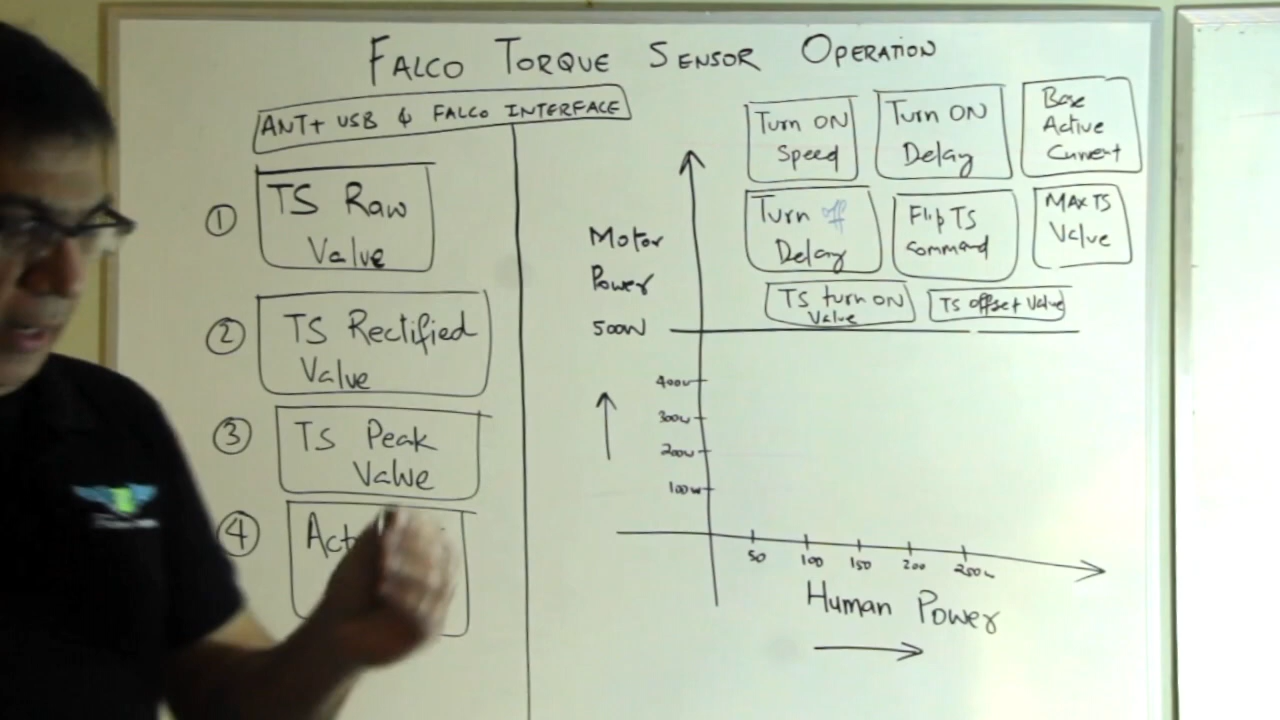 FALCO TORQUE SENSOR OPERATION
ANT+ USB & FALCO INTERFACE
1
TS Raw
Value
2
TS Rectified
Value
3
TS Peak
Value
4
Motor
Power
500W
400W
300W
200W
100W
50 100 150 200 250W
Human Power
Turn ON
Speed
Turn ON
Delay
Base
Active
Current
Turn off
Delay
Flip TS
Command
MAX TS
Value
TS turn ON
Value
TS offset Value